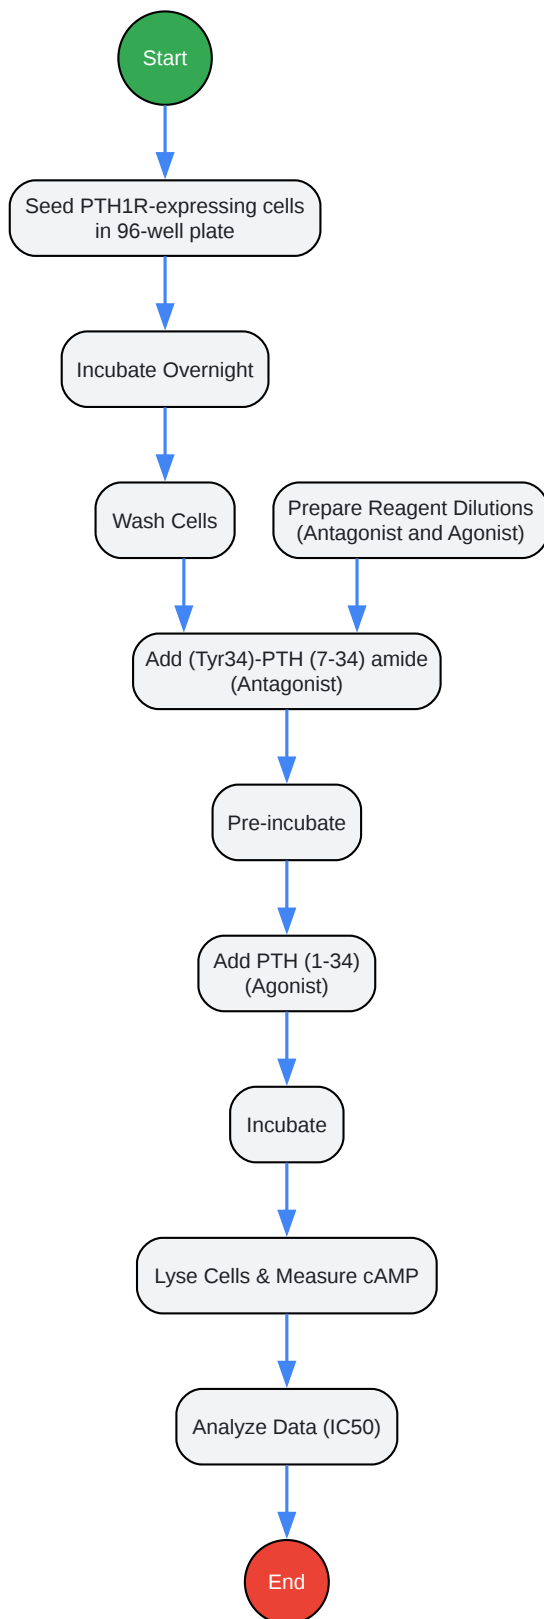 Start
Seed PTH1R-expressing cells
in 96-well plate
Incubate Overnight
Wash Cells
Prepare Reagent Dilutions
(Antagonist and Agonist)
Add (Tyr34)-PTH (7-34) amide
(Antagonist)
Pre-incubate
Add PTH (1-34)
(Agonist)
Incubate
Lyse Cells & Measure cAMP
Analyze Data (IC50)
End